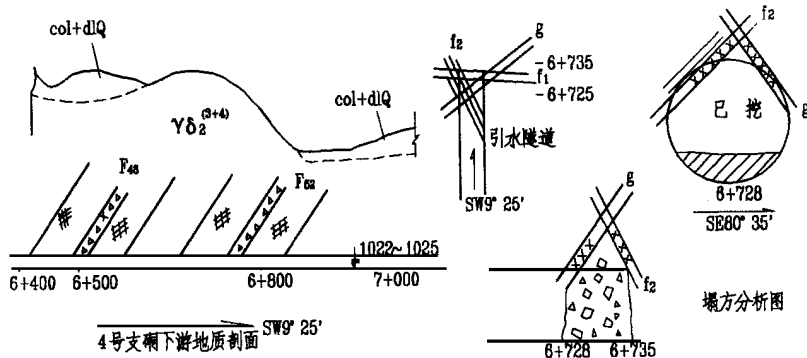 col+dlQ
γδ₂⁽³⁺⁴⁾
col+dlQ
F₄₈
F₅₂
1022~1025
6+400
6+500
6+800
7+000
4号支硐下游地质剖面
SW9° 25'
f₂
g
6+735
f₁
6+725
引水隧道
SW9° 25'
f₂
已 挖
g
6+728
SE80° 35'
g
f₂
6+728
6+735
塌方分析图